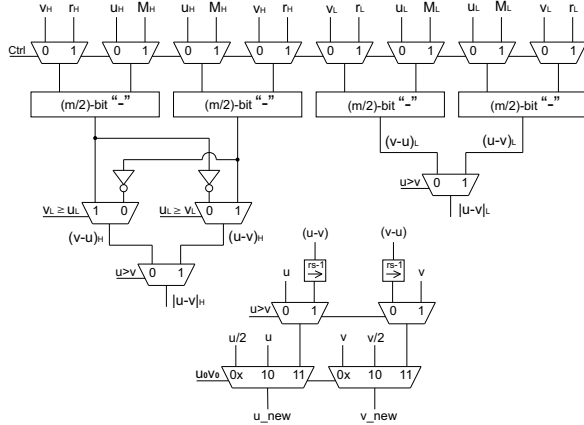 vH rH uH MH uH MH vH rH vL rL uL ML uL ML vL rL
Ctrl 0 1 0 1 0 1 0 1 0 1 0 1 0 1 0 1
(m/2)-bit “-” (m/2)-bit “-” (m/2)-bit “-” (m/2)-bit “-”
(v-u)L (u-v)L
u>v 0 1
|u-v|L
vL ≥ uL 1 0 uL ≥ vL 0 1
(v-u)H (u-v)H
u>v 0 1
|u-v|H
(u-v) (v-u)
rs-1 rs-1
u v
u>v 0 1 0 1
u/2 u v v/2
u0v0 0x 10 11 0x 10 11
u_new v_new